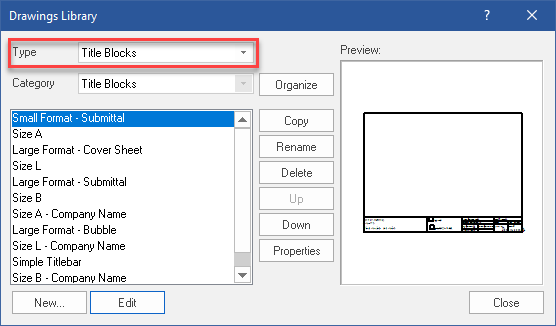 Drawings Library
? ×
Type Title Blocks
Preview:
Category Title Blocks
Organize
Small Format - Submittal
Size A
Large Format - Cover Sheet
Size L
Large Format - Submittal
Size B
Size A - Company Name
Large Format - Bubble
Size L - Company Name
Simple Titlebar
Size B - Company Name
Copy
Rename
Delete
Up
Down
Properties
New... Edit
Close